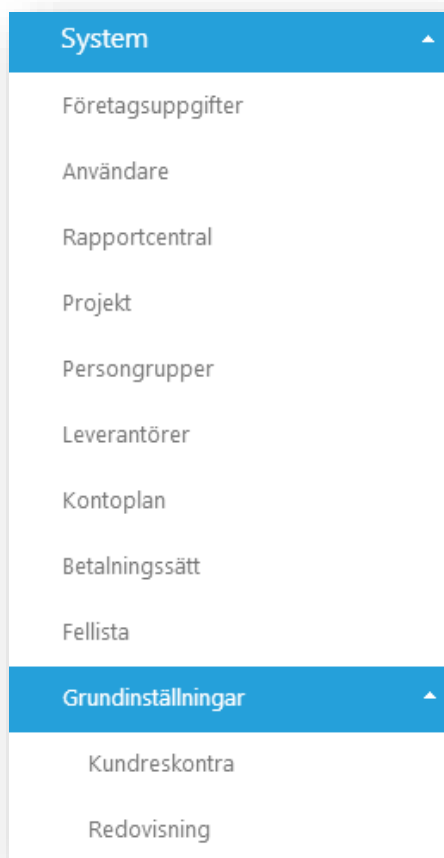 System
Företagsuppgifter
Användare
Rapportcentral
Projekt
Persongrupper
Leverantörer
Kontoplan
Betalningssätt
Fellista
Grundinställningar
Kundreskontra
Redovisning